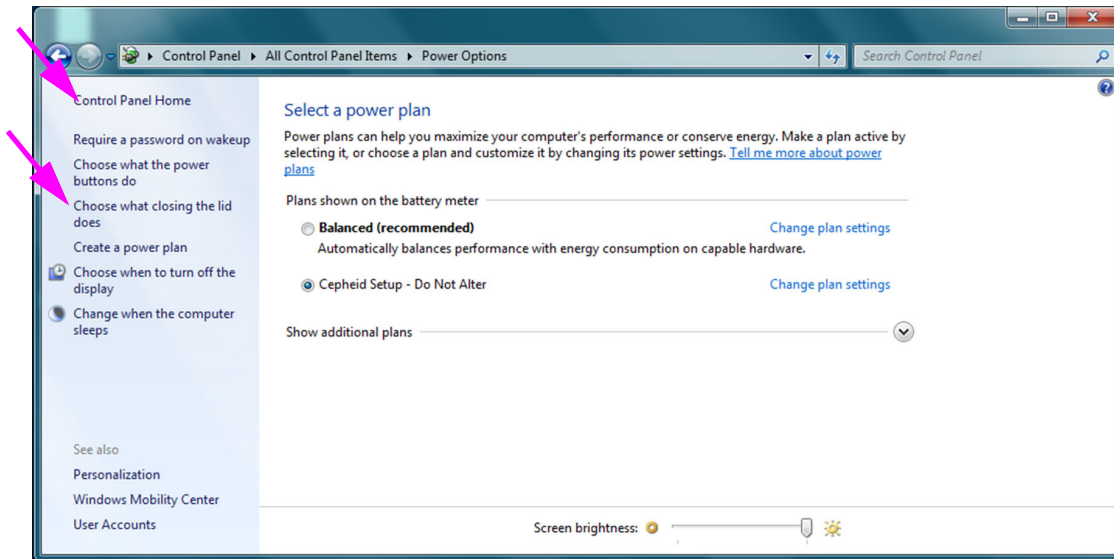 Control Panel All Control Panel Items Power Options Search Control Panel
Control Panel Home
Require a password on wakeup
Choose what the power
buttons do
Choose what closing the lid
does
Create a power plan
Choose when to turn off the
display
Change when the computer
sleeps
See also
Personalization
Windows Mobility Center
User Accounts
Select a power plan
Power plans can help you maximize your computer's performance or conserve energy. Make a plan active by
selecting it, or choose a plan and customize it by changing its power settings. Tell me more about power
plans
Plans shown on the battery meter
Balanced (recommended) Change plan settings
Automatically balances performance with energy consumption on capable hardware.
Cepheid Setup - Do Not Alter Change plan settings
Show additional plans
Screen brightness: